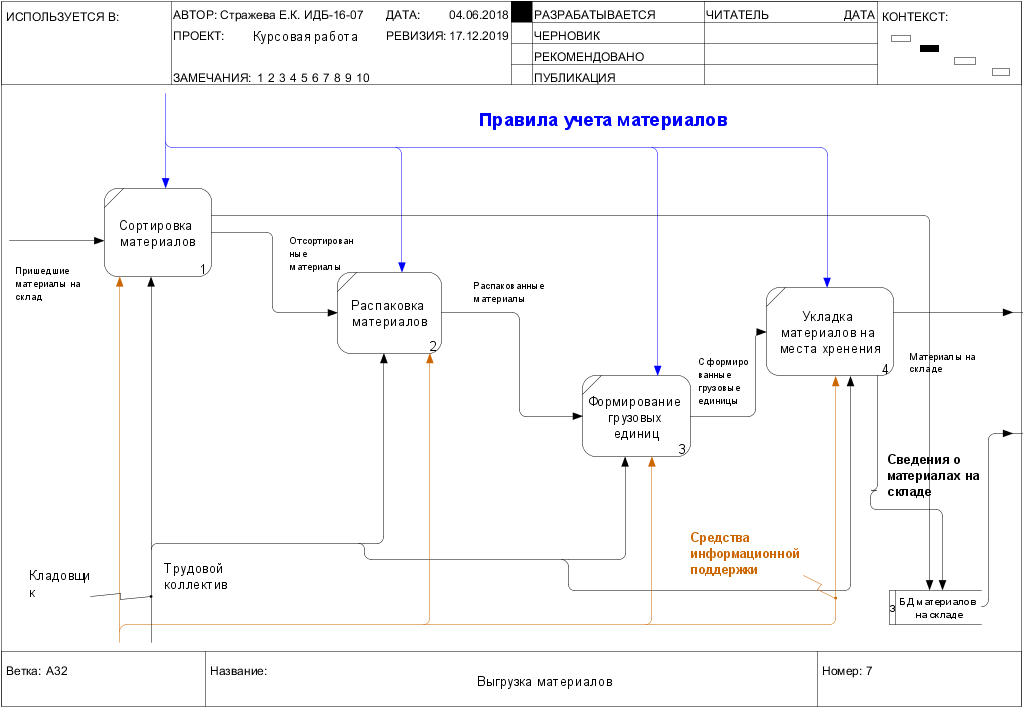 ИСПОЛЬЗУЕТСЯ В:
АВТОР: Стражева Е.К. ИДБ-16-07
ДАТА: 04.06.2018
ПРОЕКТ: Курсовая работа
РЕВИЗИЯ: 17.12.2019
ЗАМЕЧАНИЯ: 1 2 3 4 5 6 7 8 9 10
РАЗРАБАТЫВАЕТСЯ
ЧЕРНОВИК
РЕКОМЕНДОВАНО
ПУБЛИКАЦИЯ
ЧИТАТЕЛЬ
ДАТА
КОНТЕКСТ:
Правила учета материалов
Сортировка
материалов
1
Пришедшие
материалы на
склад
Отсортирован
ные
материалы
Распаковка
материалов
2
Распакованные
материалы
Формирование
грузовых
единиц
3
Сформиро
ванные
грузовые
единицы
Укладка
материалов на
места хренения
4
Материалы на
складе
Сведения о
материалах на
складе
Средства
информационной
поддержки
Кладовщи
к
Трудовой
коллектив
3
БД материалов
на складе
Ветка: A32
Название:
Выгрузка материалов
Номер: 7